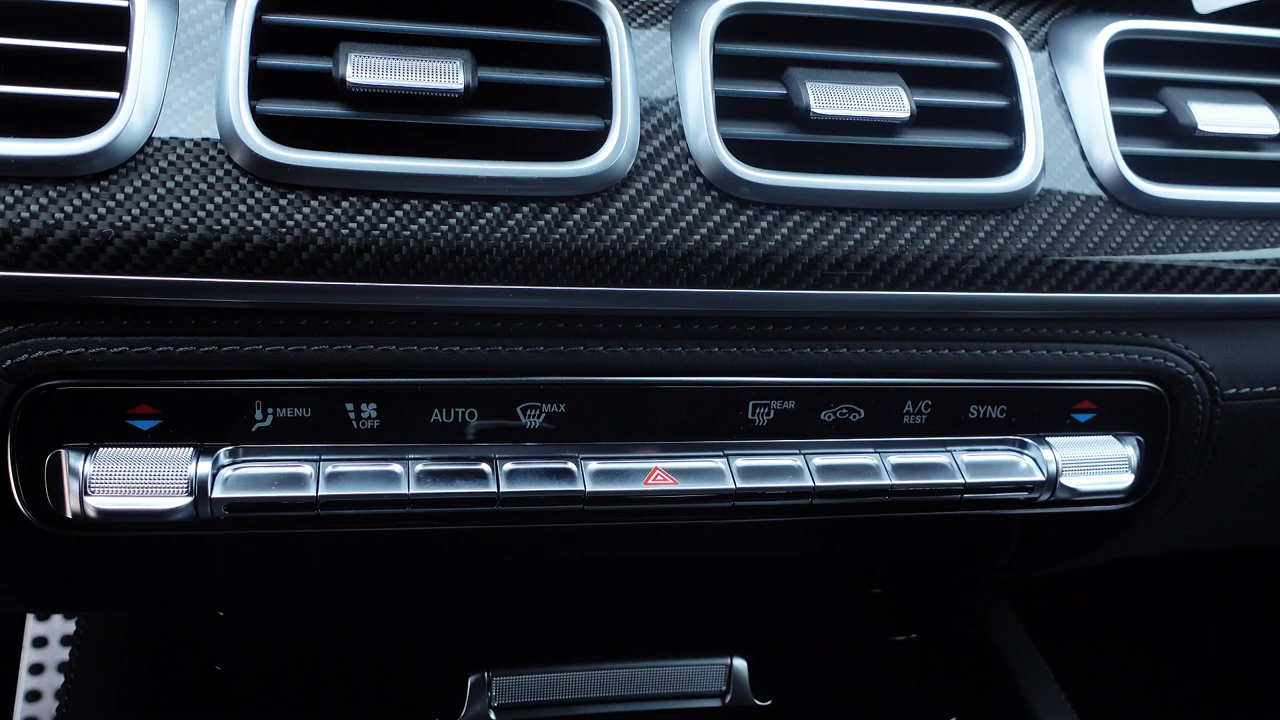 MENU
OFF
AUTO
MAX
REAR
A/C
REST
SYNC